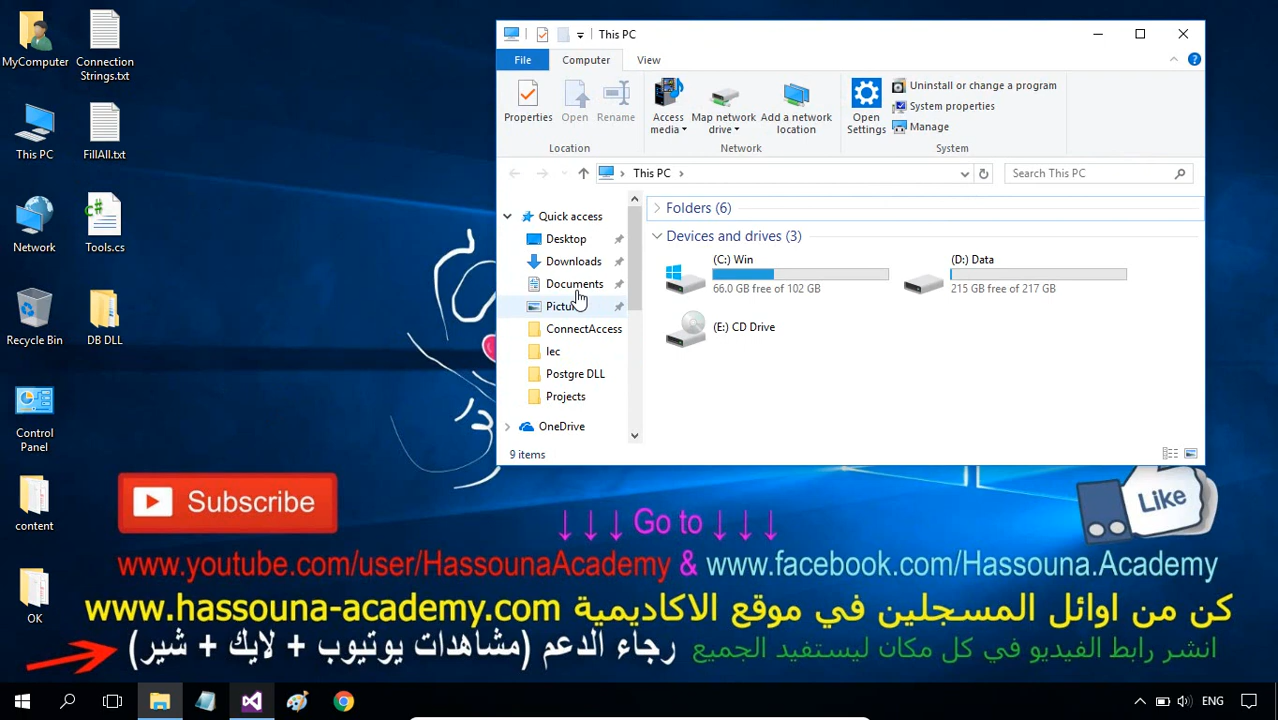 MyComputer
Connection Strings.txt
This PC
FillAll.txt
Network
Tools.cs
Recycle Bin
DB DLL
Control Panel
content
OK
This PC
File
Computer
View
Properties
Open
Rename
Location
Access media
Map network drive
Add a network location
Network
Open Settings
Uninstall or change a program
System properties
Manage
System
This PC
Search This PC
Quick access
Desktop
Downloads
Documents
ConnectAccess
lec
Postgre DLL
Projects
OneDrive
Folders (6)
Devices and drives (3)
(C:) Win
66.0 GB free of 102 GB
(D:) Data
215 GB free of 217 GB
(E:) CD Drive
9 items
Subscribe
↓ ↓ ↓ Go to ↓ ↓ ↓
Like
www.youtube.com/user/HassounaAcademy & www.facebook.com/Hassouna.Academy
كن من اوائل المسجلين في موقع الاكاديمية www.hassouna-academy.com
انشر رابط الفيديو في كل مكان ليستفيد الجميع رجاء الدعم (مشاهدات يوتيوب + لايك + شير)
ENG